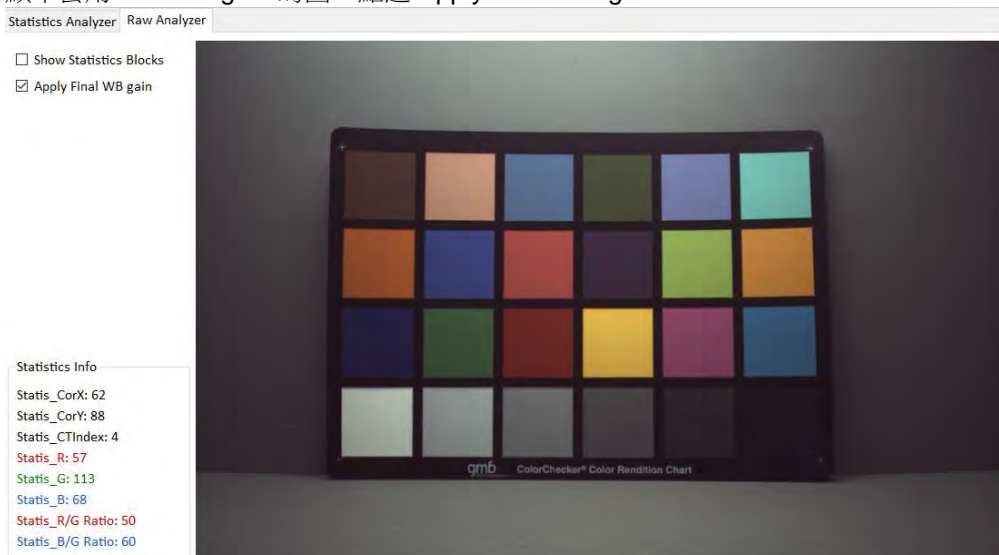 Statistics Analyzer Raw Analyzer
Show Statistics Blocks
Apply Final WB gain
gmb ColorChecker® Color Rendition Chart
Statistics Info
Statis_CorX: 62
Statis_CorY: 88
Statis_CTIndex: 4
Statis_R: 57
Statis_G: 113
Statis_B: 68
Statis_R/G Ratio: 50
Statis_B/G Ratio: 60